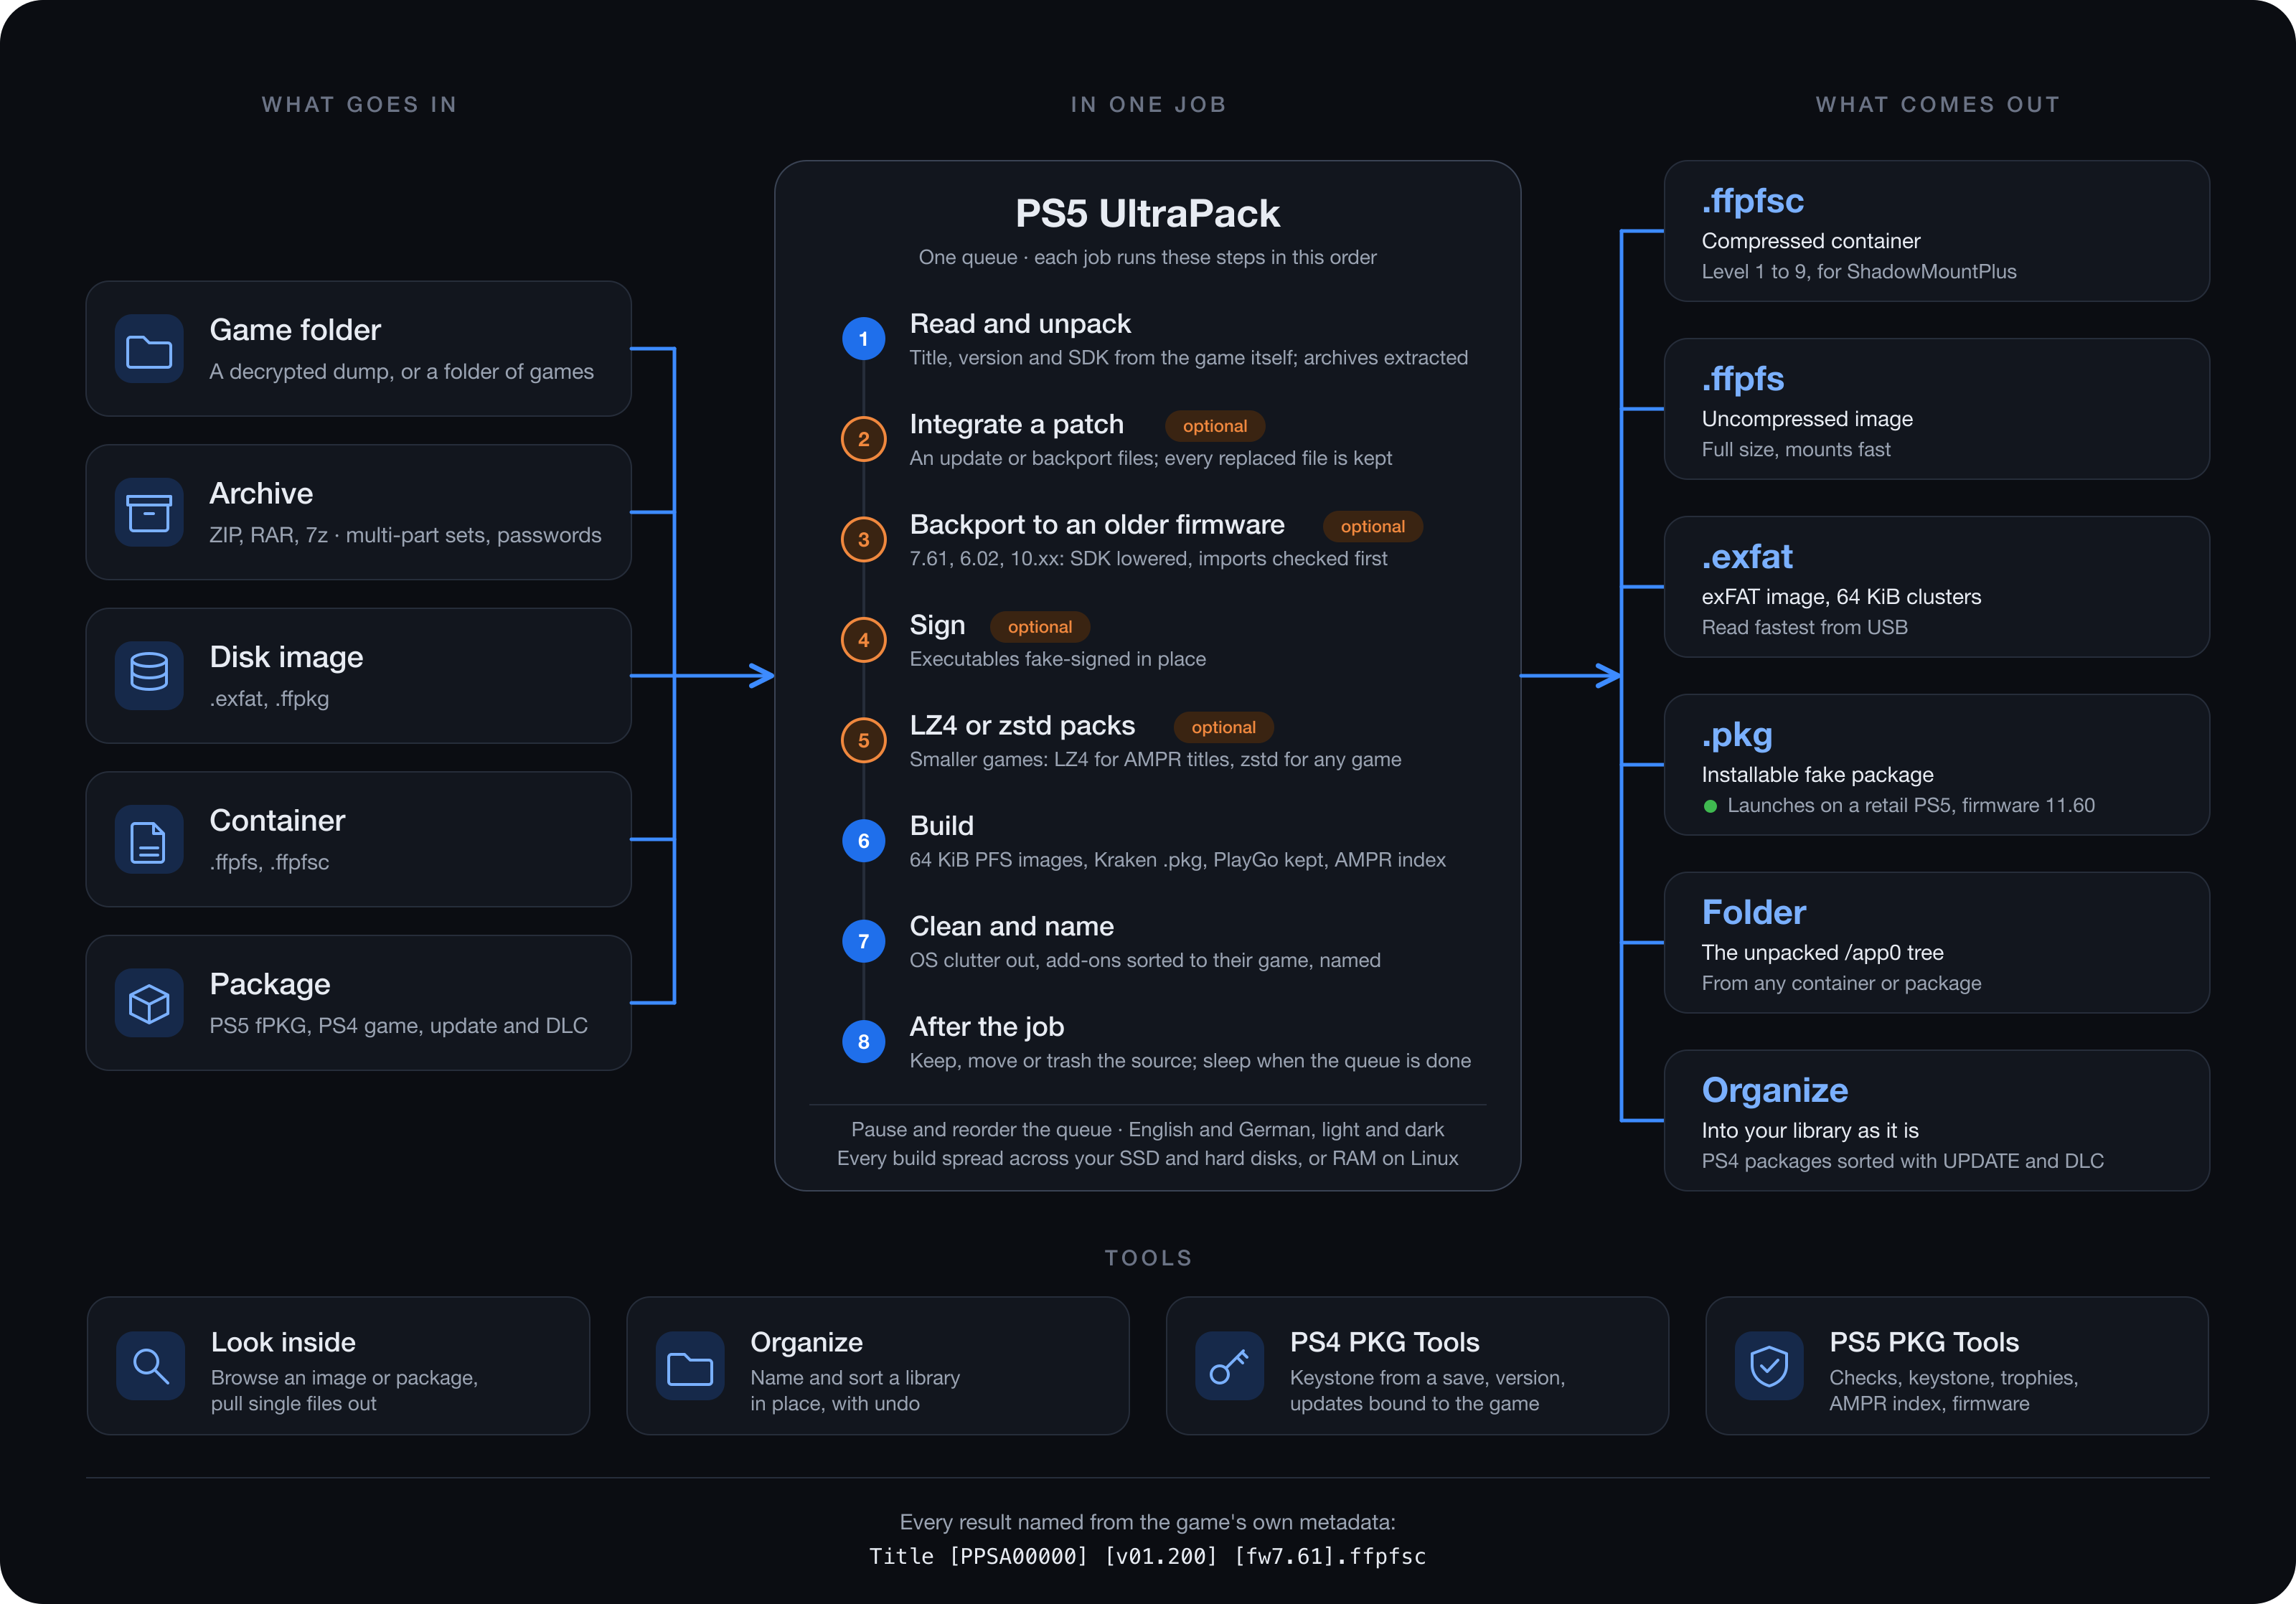 WHAT GOES IN
Game folder
A decrypted dump, or a folder of games
Archive
ZIP, RAR, 7z · multi-part sets, passwords
Disk image
.exfat, .ffpkg
Container
.ffpfs, .ffpfsc
Package
PS5 fPKG, PS4 game, update and DLC
IN ONE JOB
PS5 UltraPack
One queue · each job runs these steps in this order
1
Read and unpack
Title, version and SDK from the game itself; archives extracted
2
Integrate a patch optional
An update or backport files; every replaced file is kept
3
Backport to an older firmware optional
7.61, 6.02, 10.xx: SDK lowered, imports checked first
4
Sign optional
Executables fake-signed in place
5
LZ4 or zstd packs optional
Smaller games: LZ4 for AMPR titles, zstd for any game
6
Build
64 KiB PFS images, Kraken .pkg, PlayGo kept, AMPR index
7
Clean and name
OS clutter out, add-ons sorted to their game, named
8
After the job
Keep, move or trash the source; sleep when the queue is done
Pause and reorder the queue · English and German, light and dark
Every build spread across your SSD and hard disks, or RAM on Linux
WHAT COMES OUT
.ffpfsc
Compressed container
Level 1 to 9, for ShadowMountPlus
.ffpfs
Uncompressed image
Full size, mounts fast
.exfat
exFAT image, 64 KiB clusters
Read fastest from USB
.pkg
Installable fake package
Launches on a retail PS5, firmware 11.60
Folder
The unpacked /app0 tree
From any container or package
Organize
Into your library as it is
PS4 packages sorted with UPDATE and DLC
TOOLS
Look inside
Browse an image or package,
pull single files out
Organize
Name and sort a library
in place, with undo
PS4 PKG Tools
Keystone from a save, version,
updates bound to the game
PS5 PKG Tools
Checks, keystone, trophies,
AMPR index, firmware
Every result named from the game's own metadata:
Title [PPSA00000] [v01.200] [fw7.61].ffpfsc